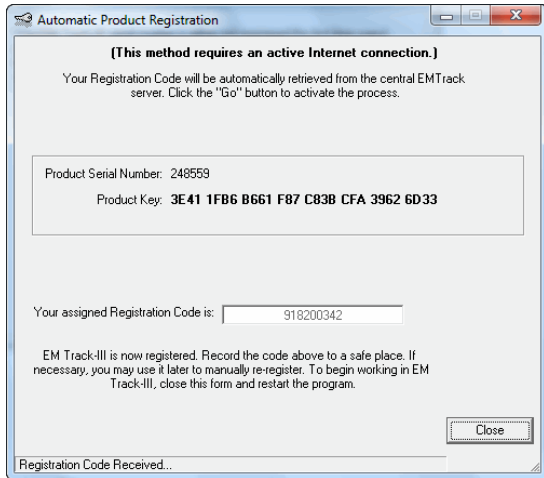 Automatic Product Registration
(This method requires an active Internet connection.)
Your Registration Code will be automatically retrieved from the central EMTrack
server. Click the "Go" button to activate the process.
Product Serial Number: 248559
Product Key: 3E41 1FB6 B661 F87 C83B CFA 3962 6D33
Your assigned Registration Code is: 918200342
EM Track-III is now registered. Record the code above to a safe place. If
necessary, you may use it later to manually re-register. To begin working in EM
Track-III, close this form and restart the program.
Close
Registration Code Received...